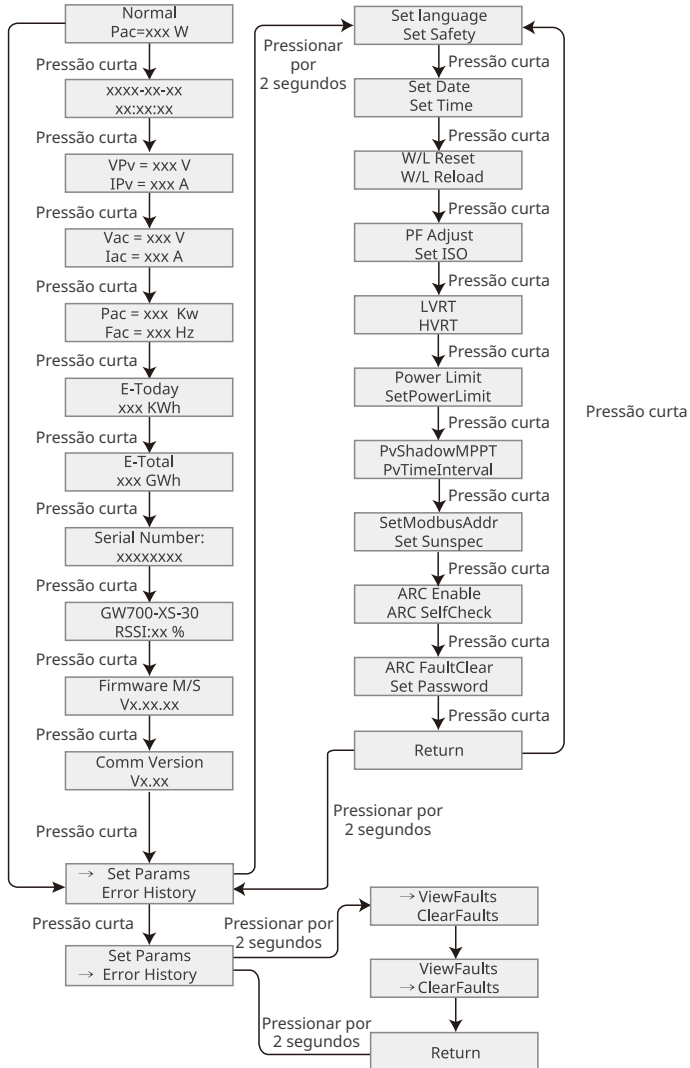 Normal
Pac=xxx W
Pressão curta
xxxx-xx-xx
xx:xx:xx
Pressão curta
VPv = xxx V
IPv = xxx A
Pressão curta
Vac = xxx V
Iac = xxx A
Pressão curta
Pac = xxx Kw
Fac = xxx Hz
Pressão curta
E-Today
xxx KWh
Pressão curta
E-Total
xxx GWh
Pressão curta
Serial Number:
xxxxxxxx
Pressão curta
GW700-XS-30
RSSI:xx %
Pressão curta
Firmware M/S
Vx.xx.xx
Pressão curta
Comm Version
Vx.xx
Pressão curta
→ Set Params
Error History
Pressão curta
Set Params
→ Error History
Pressionar
por
2 segundos
Set language
Set Safety
Pressão curta
Set Date
Set Time
Pressão curta
W/L Reset
W/L Reload
Pressão curta
PF Adjust
Set ISO
Pressão curta
LVRT
HVRT
Pressão curta
Power Limit
SetPowerLimit
Pressão curta
PvShadowMPPT
PvTimeInterval
Pressão curta
SetModbusAddr
Set Sunspec
Pressão curta
ARC Enable
ARC SelfCheck
Pressão curta
ARC FaultClear
Set Password
Pressão curta
Return
Pressão curta
Pressionar por
2 segundos
Pressionar por
2 segundos
→ ViewFaults
ClearFaults
ViewFaults
→ ClearFaults
Pressionar por
2 segundos
Return